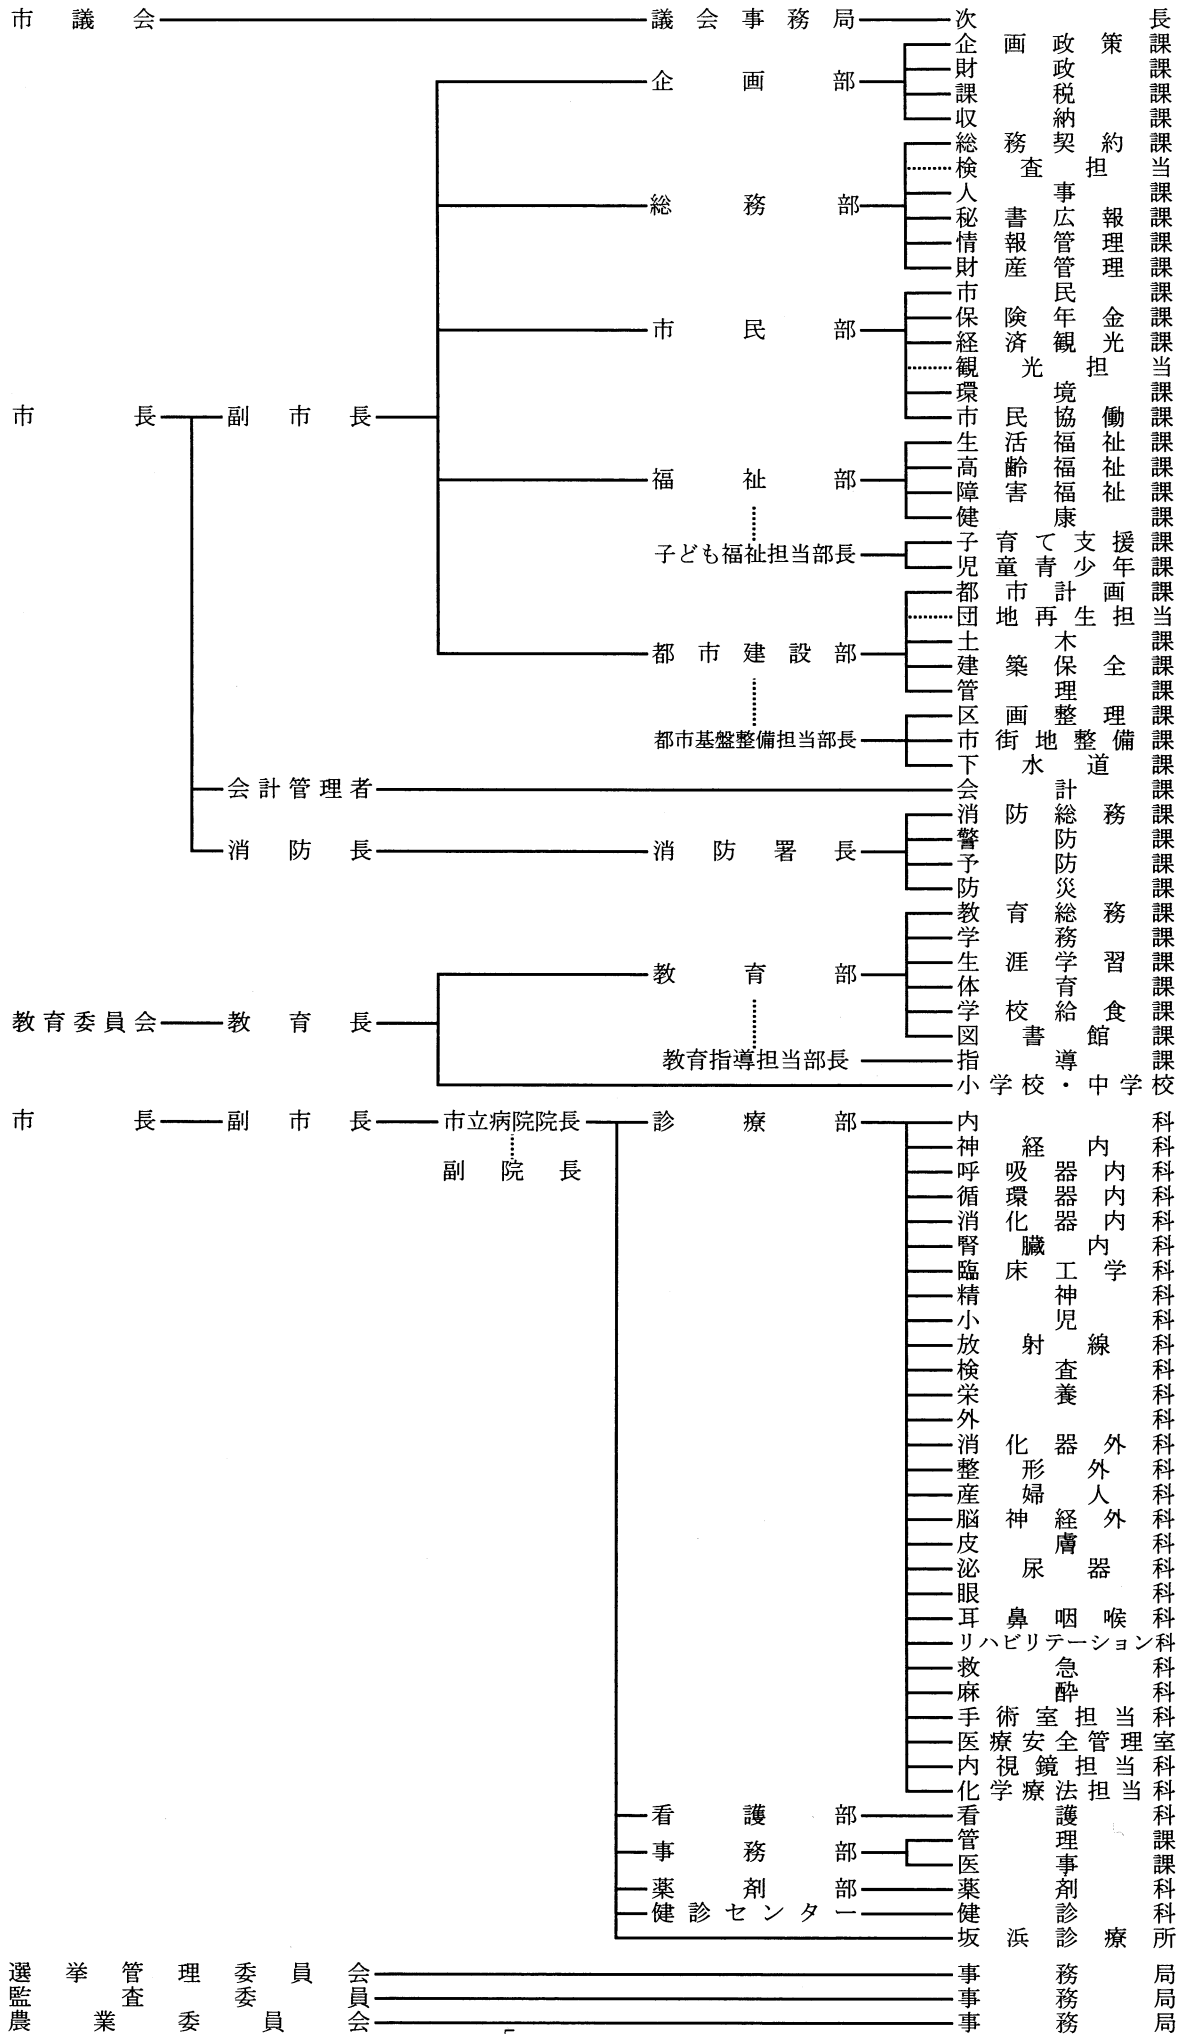 市議会 議会事務局 次長
企画政策課
財政課
企画部
課税課
収納課
総務契約課
検査担当
人事課
総務部
秘書広報課
情報管理課
財産管理課
市民課
保険年金課
市民部
経済観光課
観光担当
環境課
市長 副市長 市民協働課
生活福祉課
高齢福祉課
福祉部
障害福祉課
健康課
子育て支援課
子ども福祉担当部長
児童青少年課
都市計画課
団地再生担当
土木課
都市建設部
建築保全課
管理課
区画整理課
都市基盤整備担当部長 市街地整備課
下水道課
会計管理者 会計課
消防総務課
警防課
消防長 消防署長
予防課
防災課
教育総務課
学務課
生涯学習課
教育部
体育課
学校給食課
教育委員会 教育長
図書館課
教育指導担当部長 指導課
小学校・中学校
市長 副市長 市立病院院長 診療部 内科
神経内科
副院長 呼吸器内科
循環器内科
消化器内科
腎臓内科
臨床工学科
精神科
小児科
放射線科
検査科
栄養科
外科
消化器外科
整形外科
産婦人科
脳神経外科
皮膚科
泌尿器科
眼科
耳鼻咽喉科
リハビリテーション科
救急科
麻酔科
手術室担当科
医療安全管理室
内視鏡担当科
化学療法担当科
看護部 看護科
管理課
事務部
医事課
薬剤部 薬剤科
健診センター 健診科
坂浜診療所
選挙管理委員会 事務局
監査委員 事務局
農業委員会 事務局